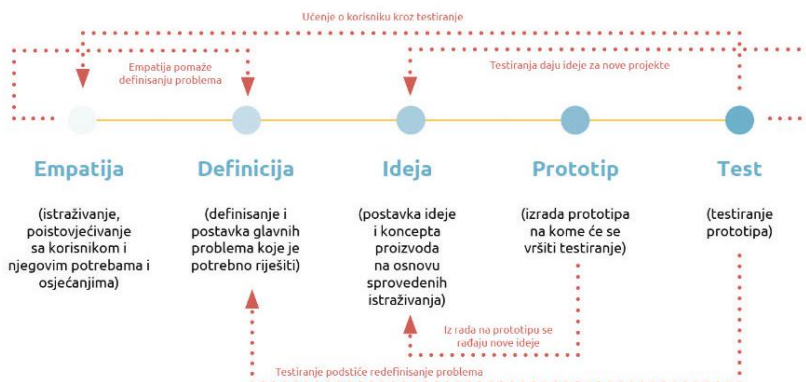 Učenje o korisniku kroz testiranje
Empatija pomaže
definisanju problema
Testiranja daju ideje za nove projekte
Empatija
(istraživanje,
poistovjećivanje
sa korisnikom i
njegovim potrebama i
osjećanjima)
Definicija
(definisanje i
postavka glavnih
problema koje je
potrebno riješiti)
Ideja
(postavka ideje
i koncepta
proizvoda
na osnovu
sprovedenih
istraživanja)
Prototip
(izrada prototipa
na kome će se
vršiti testiranje)
Test
(testiranje
prototipa)
Iz rada na prototipu se
rađaju nove ideje
Testiranje podstiče redefinisanje problema